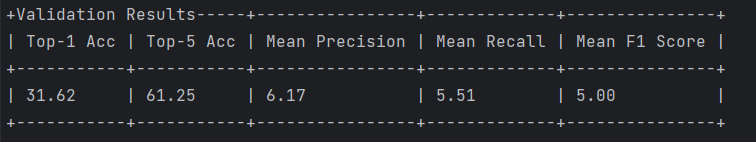 +Validation Results-----+----------------+-------------+---------------+
| Top-1 Acc | Top-5 Acc | Mean Precision | Mean Recall | Mean F1 Score |
+-----------+-----------+----------------+-------------+---------------+
| 31.62     | 61.25     | 6.17           | 5.51        | 5.00          |
+-----------+-----------+----------------+-------------+---------------+